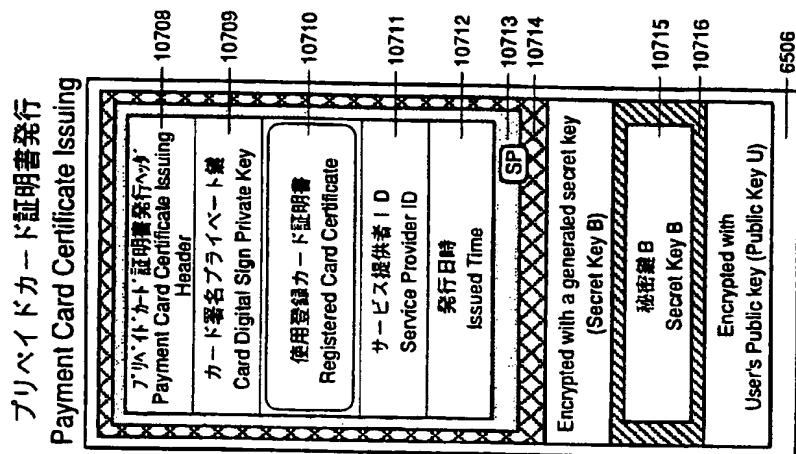 プリペイドカード証明書発行
Payment Card Certificate Issuing
プリペイドカード証明書発行ヘッダ
Payment Card Certificate Issuing
Header
10708
カード署名プライベート鍵
Card Digital Sign Private Key
10709
使用登録カード証明書
Registered Card Certificate
10710
サービス提供者ID
Service Provider ID
10711
発行日時
Issued Time
10712
10713
SP
10714
Encrypted with a generaled secret key
(Secret Key B)
秘密鍵B
Secret Key B
10715
10716
Encrypted with
User's Public key (Public Key U)
6506